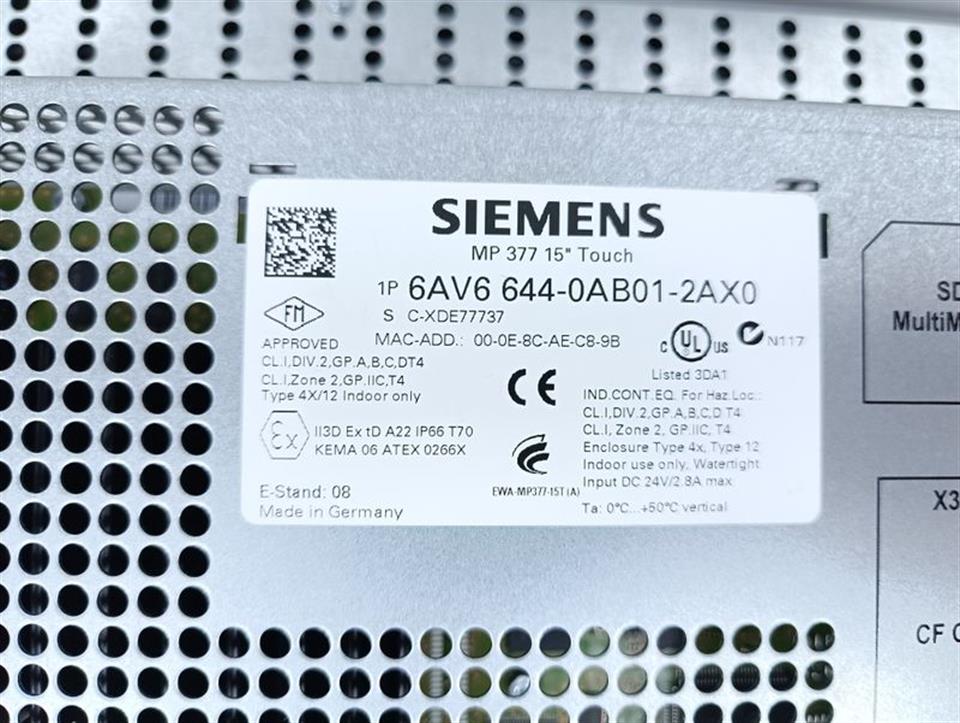 SIEMENS
MP 377 15" Touch
1P 6AV6 644-0AB01-2AX0
S C-XDE77737
MAC-ADD.: 00-0E-8C-AE-C8-9B
FM
APPROVED
CL.I,DIV.2,GP.A,B,C,DT4
CL.I,Zone 2,GP.IIC,T4
Type 4X/12 Indoor only
Ex
II3D Ex tD A22 IP66 T70
KEMA 06 ATEX 0266X
E-Stand: 08
Made in Germany
CE
EWA-MP377-15T(A)
c UL us
N117
Listed 3DA1
IND.CONT.EQ. For Haz.Loc.:
CL.I,DIV.2,GP.A,B,C,D T4
CL.I, Zone 2, GP.IIC, T4
Enclosure Type 4x, Type 12
Indoor use only, Watertight
Input DC 24V/2.8A max
Ta: 0°C...+50°C vertical
SD
MultiM
X3
CF